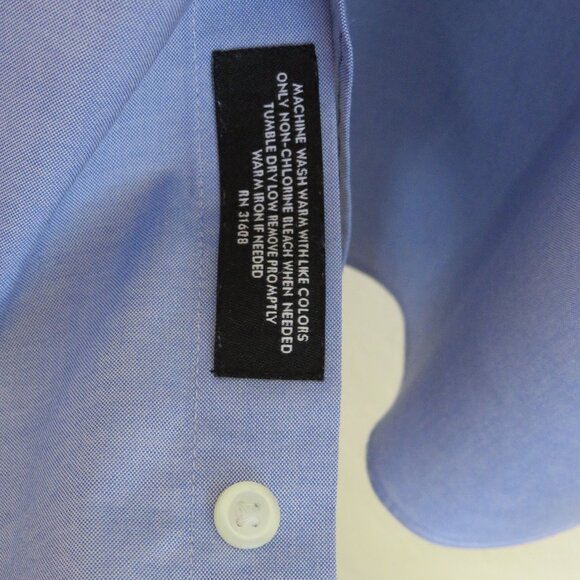 MACHINE WASH WARM WITH LIKE COLORS
ONLY NON-CHLORINE BLEACH WHEN NEEDED
TUMBLE DRY LOW REMOVE PROMPTLY
WARM IRON IF NEEDED
RN 31608